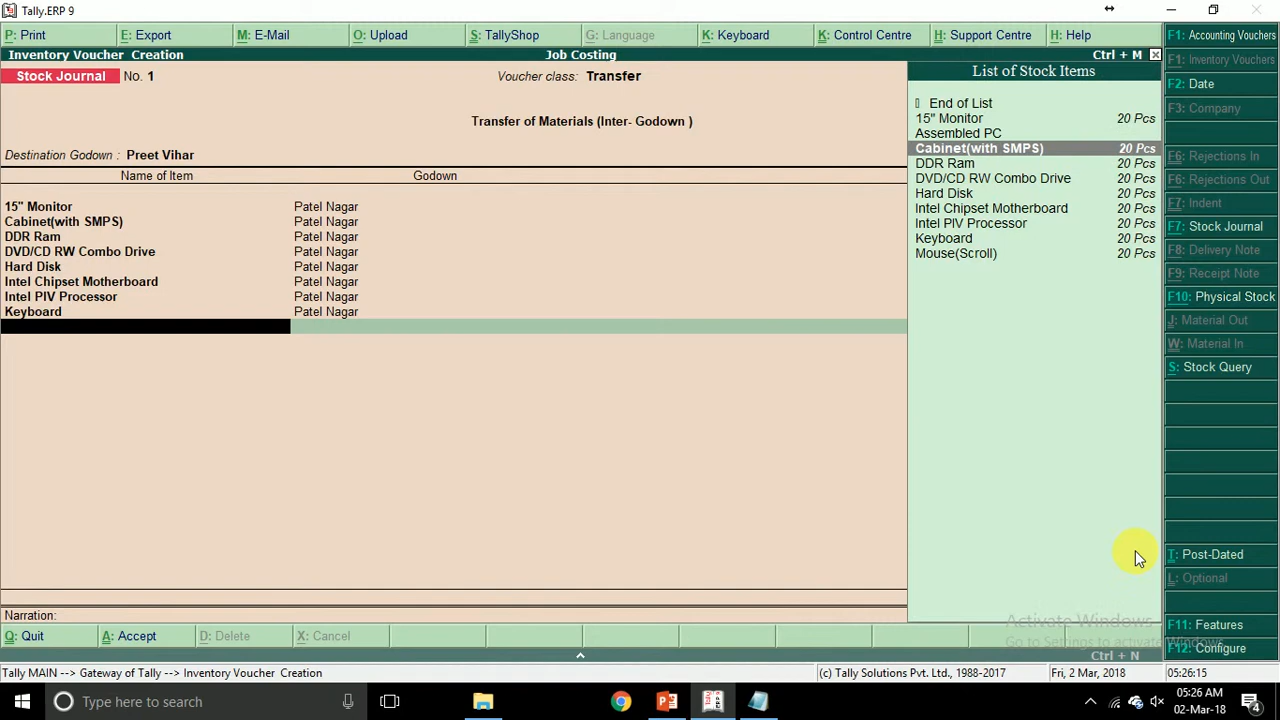 Tally.ERP 9
P: Print E: Export M: E-Mail O: Upload S: TallyShop G: Language K: Keyboard K: Control Centre H: Support Centre H: Help
Inventory Voucher Creation Job Costing Ctrl + M
Stock Journal No. 1 Voucher class: Transfer
Transfer of Materials (Inter- Godown )
Destination Godown : Preet Vihar
Name of Item Godown
15" Monitor Patel Nagar
Cabinet(with SMPS) Patel Nagar
DDR Ram Patel Nagar
DVD/CD RW Combo Drive Patel Nagar
Hard Disk Patel Nagar
Intel Chipset Motherboard Patel Nagar
Intel PIV Processor Patel Nagar
Keyboard Patel Nagar
Narration:
List of Stock Items
End of List
15" Monitor 20 Pcs
Assembled PC
Cabinet(with SMPS) 20 Pcs
DDR Ram 20 Pcs
DVD/CD RW Combo Drive 20 Pcs
Hard Disk 20 Pcs
Intel Chipset Motherboard 20 Pcs
Intel PIV Processor 20 Pcs
Keyboard 20 Pcs
Mouse(Scroll) 20 Pcs
F1: Accounting Vouchers
F1: Inventory Vouchers
F2: Date
F3: Company
F6: Rejections In
F6: Rejections Out
F7: Indent
F7: Stock Journal
F8: Delivery Note
F9: Receipt Note
F10: Physical Stock
J: Material Out
W: Material In
S: Stock Query
T: Post-Dated
L: Optional
F11: Features
F12: Configure
Activate Windows
Go to Settings to activate Windows.
Q: Quit A: Accept D: Delete X: Cancel
Ctrl + N
Tally MAIN --> Gateway of Tally --> Inventory Voucher Creation (c) Tally Solutions Pvt. Ltd., 1988-2017 Fri, 2 Mar, 2018 05:26:15
Type here to search
05:26 AM
02-Mar-18
4